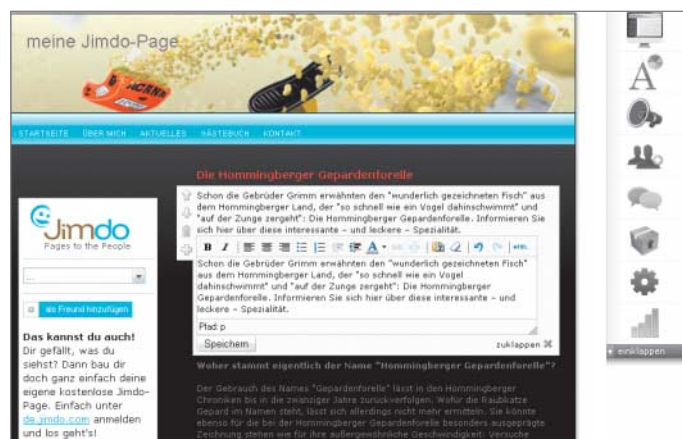 meine Jimdo-Page
STARTSEITE ÜBER MICH AKTUELLES GÄSTEBUCH KONTAKT
Die Hommingberger Gepardenforelle
Schon die Gebrüder Grimm erwähnten den "wunderlich gezeichneten Fisch" aus
dem Hommingberger Land, der "so schnell wie ein Vogel dahinschwimmt" und
"auf der Zunge zergeht": Die Hommingberger Gepardenforelle. Informieren Sie
sich hier über diese interessante – und leckere – Spezialität.
B I A HTML
Schon die Gebrüder Grimm erwähnten den "wunderlich gezeichneten Fisch"
aus dem Hommingberger Land, der "so schnell wie ein Vogel
dahinschwimmt" und "auf der Zunge zergeht": Die Hommingberger
Gepardenforelle. Informieren Sie sich hier über diese interessante – und
leckere – Spezialität.
Pfad: p
Speichern zuklappen
Woher stammt eigentlich der Name "Hommingberger Gepardenforelle"?
Der Gebrauch des Namens "Gepardenforelle" lässt in den Hommingberger
Chroniken bis in die zwanziger Jahre zurückverfolgen. Wofür die Raubkatze
Gepard im Namen steht, lässt sich allerdings nicht mehr ermitteln. Sie könnte
ebenso für die bei der Hommingberger Gepardenforelle besonders ausgeprägte
Zeichnung stehen wie für ihre außergewöhnliche Geschwindigkeit: Versuche
Jimdo
Pages to the People
...
als Freund hinzufügen
Das kannst du auch!
Dir gefällt, was du
siehst? Dann bau dir
doch ganz einfach deine
eigene kostenlose Jimdo-
Page. Einfach unter
de.jimdo.com anmelden
und los geht's!
A
einklappen